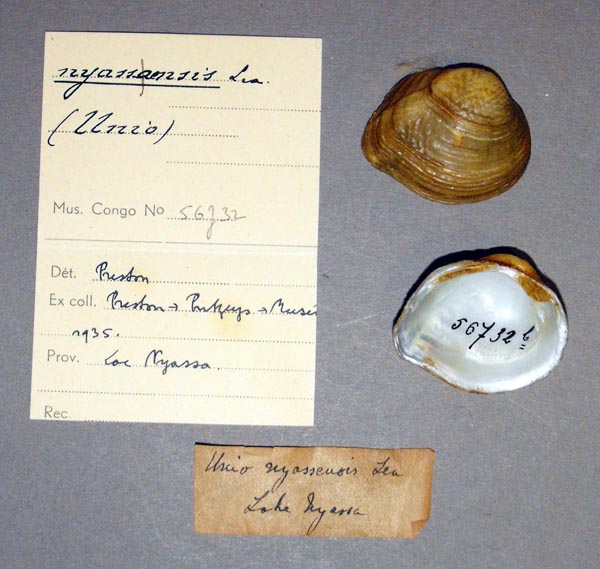 nyassensis Lea.
(Unio)
Mus. Congo No 56732
Dét. Preston
Ex coll. Preston → Putzeys → Musée
1935.
Prov. Lac Nyassa.
Rec.
56732 b
Unio nyassensis Lea
Lake Nyassa